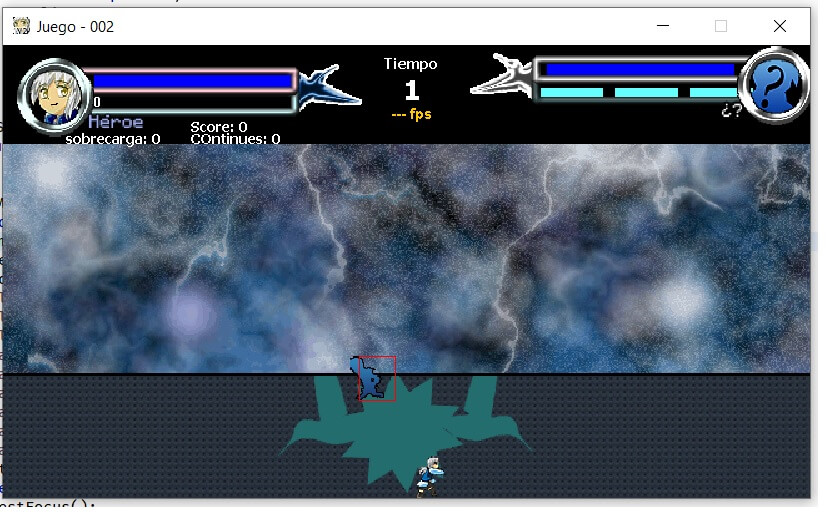 Juego - 002
Tiempo
1
--- fps
0
Héroe
Score: 0
sobrecarga: 0
COntinues: 0
?
¿?
ostFocus();